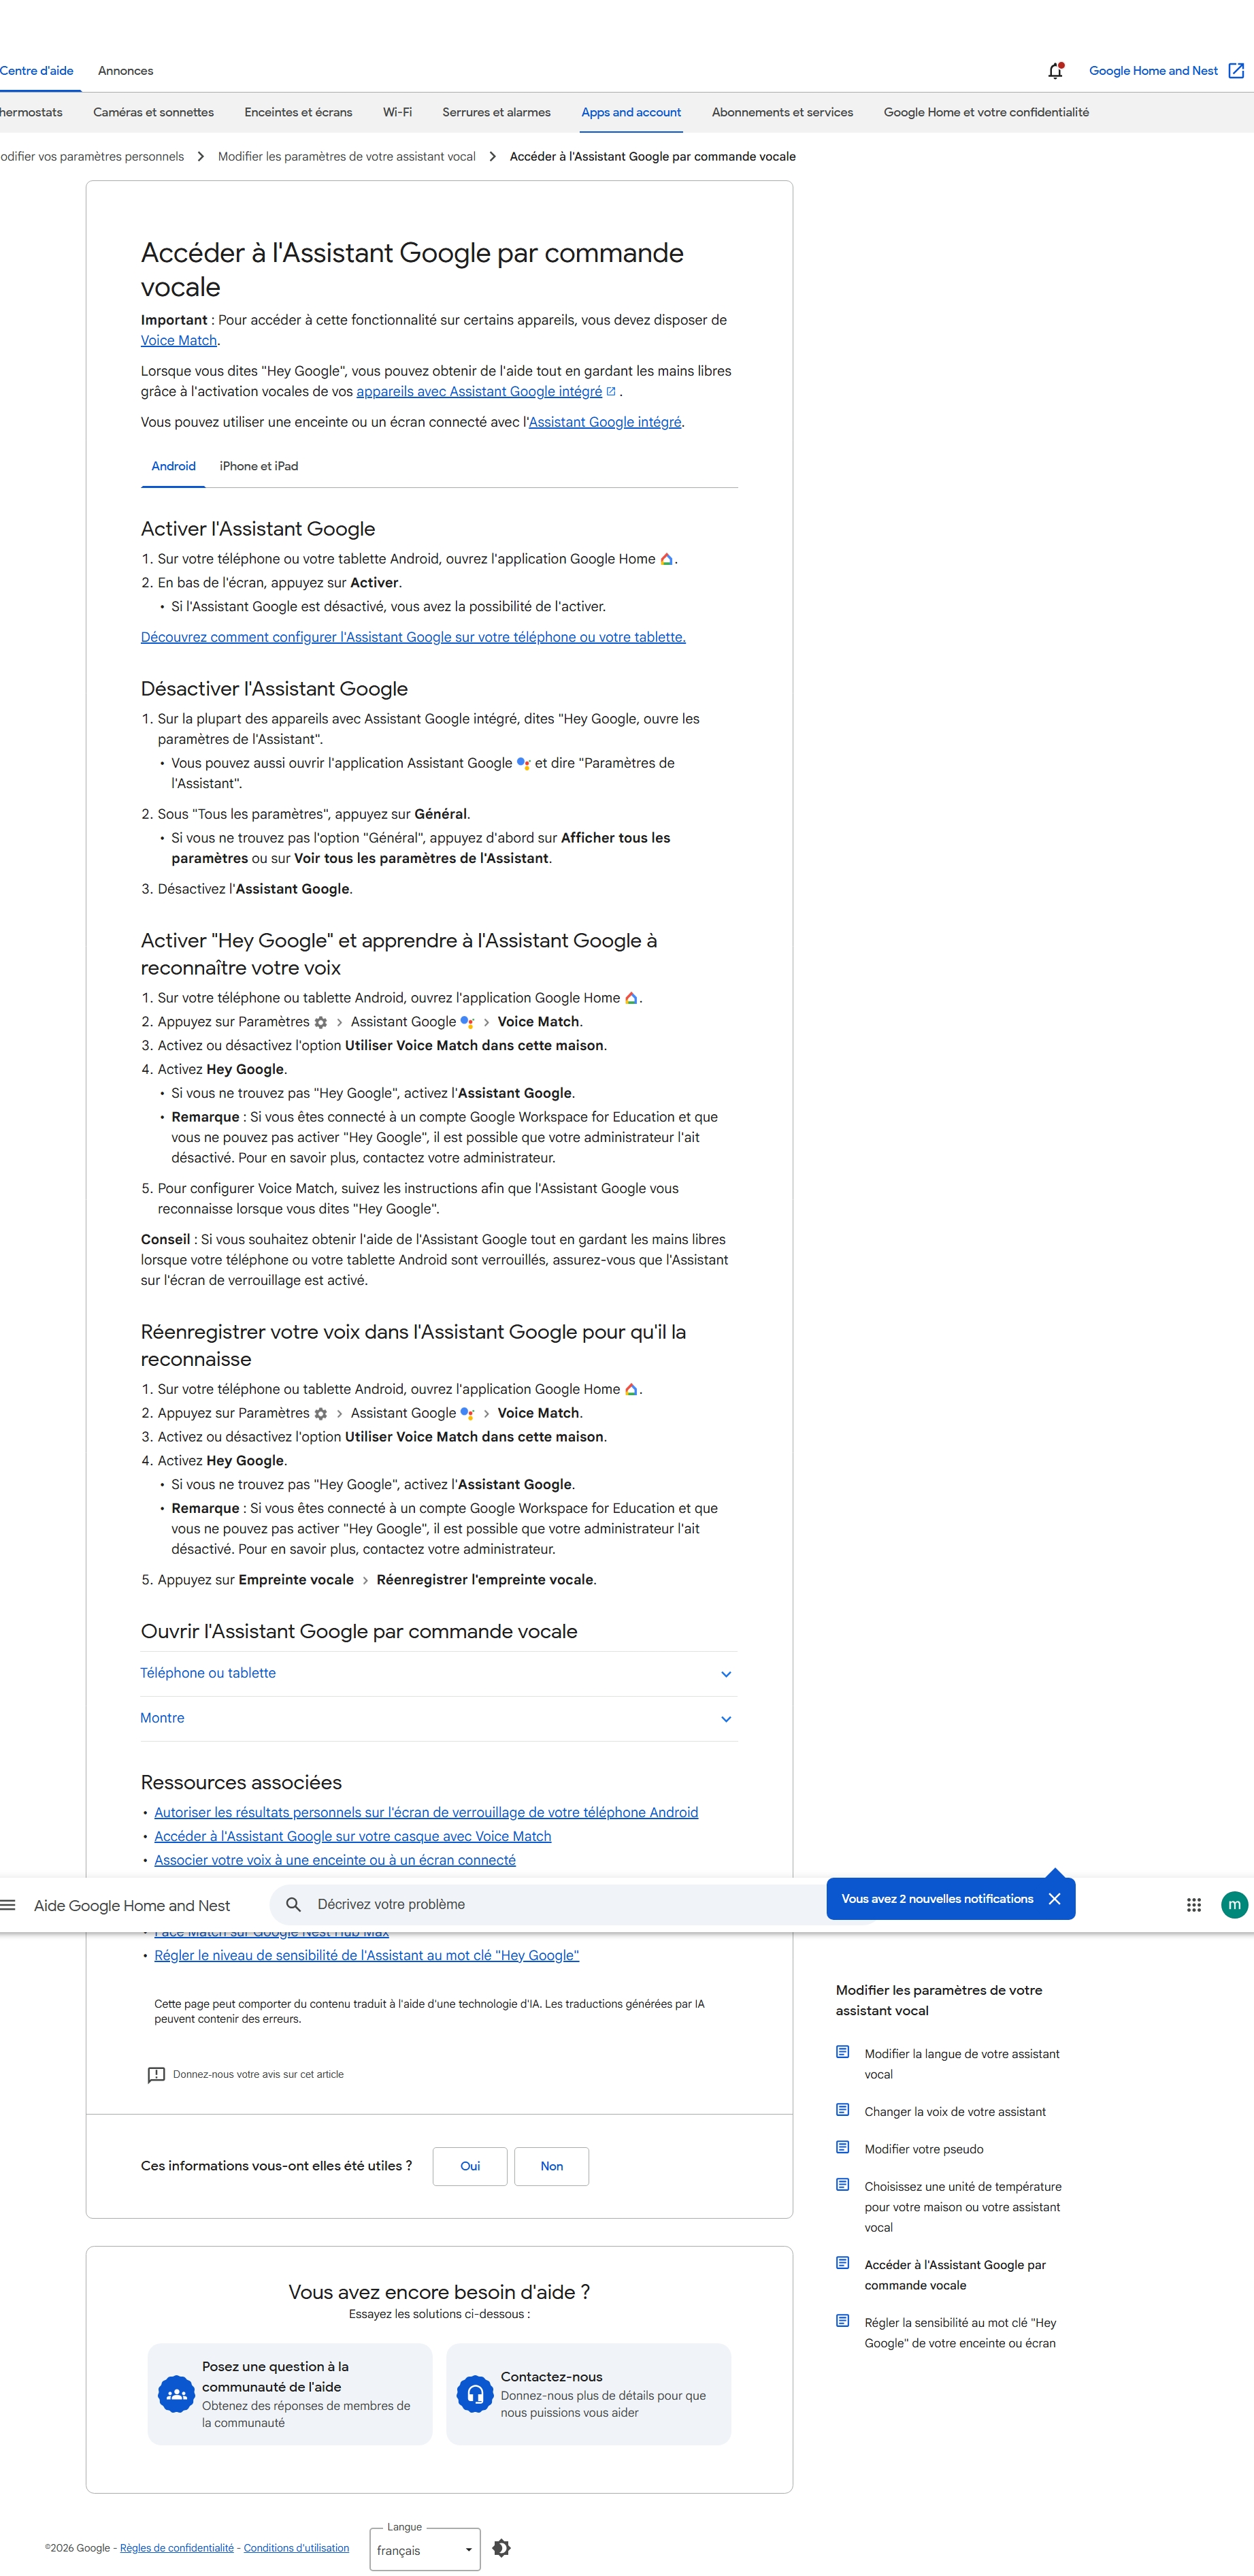 Centre d'aide
Annonces
Google Home and Nest
hermostats
Caméras et sonnettes
Enceintes et écrans
Wi-Fi
Serrures et alarmes
Apps and account
Abonnements et services
Google Home et votre confidentialité
odifier vos paramètres personnels
Modifier les paramètres de votre assistant vocal
Accéder à l'Assistant Google par commande vocale
Accéder à l'Assistant Google par commande
vocale
Important : Pour accéder à cette fonctionnalité sur certains appareils, vous devez disposer de
Voice Match.
Lorsque vous dites "Hey Google", vous pouvez obtenir de l'aide tout en gardant les mains libres
grâce à l'activation vocales de vos appareils avec Assistant Google intégré .
Vous pouvez utiliser une enceinte ou un écran connecté avec l'Assistant Google intégré.
Android
iPhone et iPad
Activer l'Assistant Google
1. Sur votre téléphone ou votre tablette Android, ouvrez l'application Google Home .
2. En bas de l'écran, appuyez sur Activer.
• Si l'Assistant Google est désactivé, vous avez la possibilité de l'activer.
Découvrez comment configurer l'Assistant Google sur votre téléphone ou votre tablette.
Désactiver l'Assistant Google
1. Sur la plupart des appareils avec Assistant Google intégré, dites "Hey Google, ouvre les
paramètres de l'Assistant".
• Vous pouvez aussi ouvrir l'application Assistant Google et dire "Paramètres de
l'Assistant".
2. Sous "Tous les paramètres", appuyez sur Général.
• Si vous ne trouvez pas l'option "Général", appuyez d'abord sur Afficher tous les
paramètres ou sur Voir tous les paramètres de l'Assistant.
3. Désactivez l'Assistant Google.
Activer "Hey Google" et apprendre à l'Assistant Google à
reconnaître votre voix
1. Sur votre téléphone ou tablette Android, ouvrez l'application Google Home .
2. Appuyez sur Paramètres > Assistant Google > Voice Match.
3. Activez ou désactivez l'option Utiliser Voice Match dans cette maison.
4. Activez Hey Google.
• Si vous ne trouvez pas "Hey Google", activez l'Assistant Google.
• Remarque : Si vous êtes connecté à un compte Google Workspace for Education et que
vous ne pouvez pas activer "Hey Google", il est possible que votre administrateur l'ait
désactivé. Pour en savoir plus, contactez votre administrateur.
5. Pour configurer Voice Match, suivez les instructions afin que l'Assistant Google vous
reconnaisse lorsque vous dites "Hey Google".
Conseil : Si vous souhaitez obtenir l'aide de l'Assistant Google tout en gardant les mains libres
lorsque votre téléphone ou votre tablette Android sont verrouillés, assurez-vous que l'Assistant
sur l'écran de verrouillage est activé.
Réenregistrer votre voix dans l'Assistant Google pour qu'il la
reconnaisse
1. Sur votre téléphone ou tablette Android, ouvrez l'application Google Home .
2. Appuyez sur Paramètres > Assistant Google > Voice Match.
3. Activez ou désactivez l'option Utiliser Voice Match dans cette maison.
4. Activez Hey Google.
• Si vous ne trouvez pas "Hey Google", activez l'Assistant Google.
• Remarque : Si vous êtes connecté à un compte Google Workspace for Education et que
vous ne pouvez pas activer "Hey Google", il est possible que votre administrateur l'ait
désactivé. Pour en savoir plus, contactez votre administrateur.
5. Appuyez sur Empreinte vocale > Réenregistrer l'empreinte vocale.
Ouvrir l'Assistant Google par commande vocale
Téléphone ou tablette
Montre
Ressources associées
• Autoriser les résultats personnels sur l'écran de verrouillage de votre téléphone Android
• Accéder à l'Assistant Google sur votre casque avec Voice Match
• Associer votre voix à une enceinte ou à un écran connecté
Aide Google Home and Nest
Décrivez votre problème
Vous avez 2 nouvelles notifications
m
Face Match sur Google Nest Hub Max
• Régler le niveau de sensibilité de l'Assistant au mot clé "Hey Google"
Cette page peut comporter du contenu traduit à l'aide d'une technologie d'IA. Les traductions générées par IA
peuvent contenir des erreurs.
Donnez-nous votre avis sur cet article
Ces informations vous-ont elles été utiles ?
Oui
Non
Modifier les paramètres de votre
assistant vocal
Modifier la langue de votre assistant
vocal
Changer la voix de votre assistant
Modifier votre pseudo
Choisissez une unité de température
pour votre maison ou votre assistant
vocal
Accéder à l'Assistant Google par
commande vocale
Régler la sensibilité au mot clé "Hey
Google" de votre enceinte ou écran
Vous avez encore besoin d'aide ?
Essayez les solutions ci-dessous :
Posez une question à la
communauté de l'aide
Obtenez des réponses de membres de
la communauté
Contactez-nous
Donnez-nous plus de détails pour que
nous puissions vous aider
©2026 Google - Règles de confidentialité - Conditions d'utilisation
Langue
français